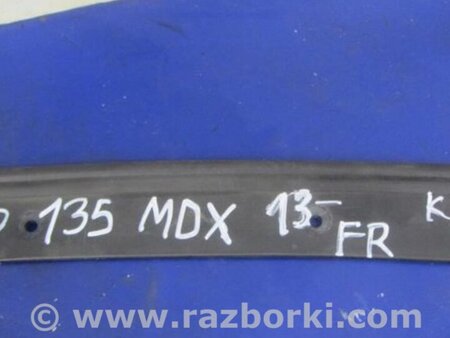 135 MDX 13-
FR K
www.razborki.com